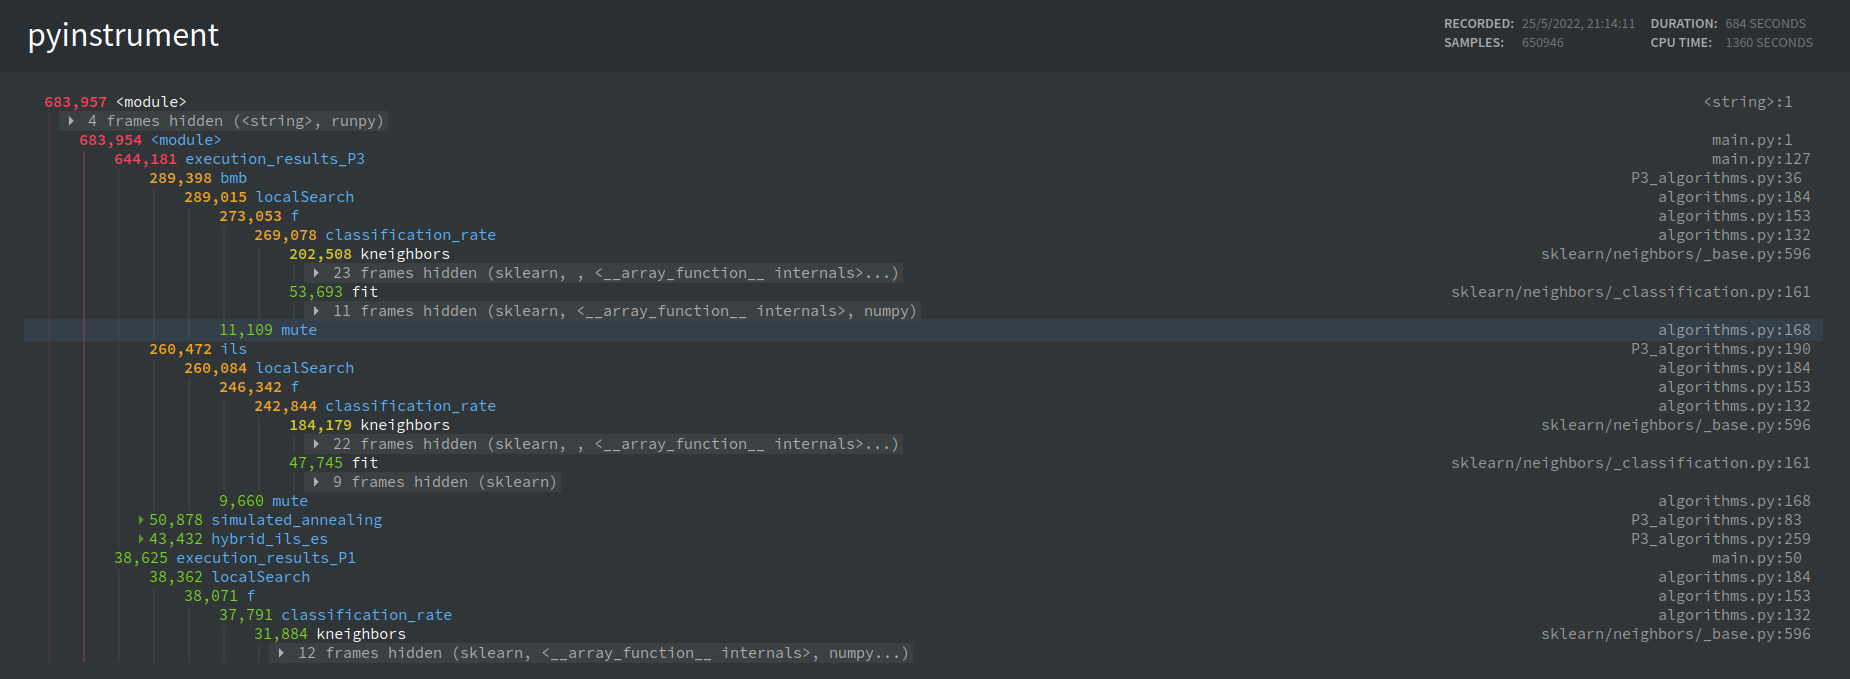 pyinstrument
RECORDED: 25/5/2022, 21:14:11 DURATION: 684 SECONDS
SAMPLES: 650946 CPU TIME: 1360 SECONDS
683,957 <module> <string>:1
4 frames hidden (<string>, runpy)
683,954 <module> main.py:1
644,181 execution_results_P3 main.py:127
289,398 bmb P3_algorithms.py:36
289,015 localSearch algorithms.py:184
273,053 f algorithms.py:153
269,078 classification_rate algorithms.py:132
202,508 kneighbors sklearn/neighbors/_base.py:596
23 frames hidden (sklearn, , <__array_function__ internals>...)
53,693 fit sklearn/neighbors/_classification.py:161
11 frames hidden (sklearn, <__array_function__ internals>, numpy)
11,109 mute algorithms.py:168
260,472 ils P3_algorithms.py:190
260,084 localSearch algorithms.py:184
246,342 f algorithms.py:153
242,844 classification_rate algorithms.py:132
184,179 kneighbors sklearn/neighbors/_base.py:596
22 frames hidden (sklearn, , <__array_function__ internals>...)
47,745 fit sklearn/neighbors/_classification.py:161
9 frames hidden (sklearn)
9,660 mute algorithms.py:168
50,878 simulated_annealing P3_algorithms.py:83
43,432 hybrid_ils_es P3_algorithms.py:259
38,625 execution_results_P1 main.py:50
38,362 localSearch algorithms.py:184
38,071 f algorithms.py:153
37,791 classification_rate algorithms.py:132
31,884 kneighbors sklearn/neighbors/_base.py:596
12 frames hidden (sklearn, <__array_function__ internals>, numpy...)